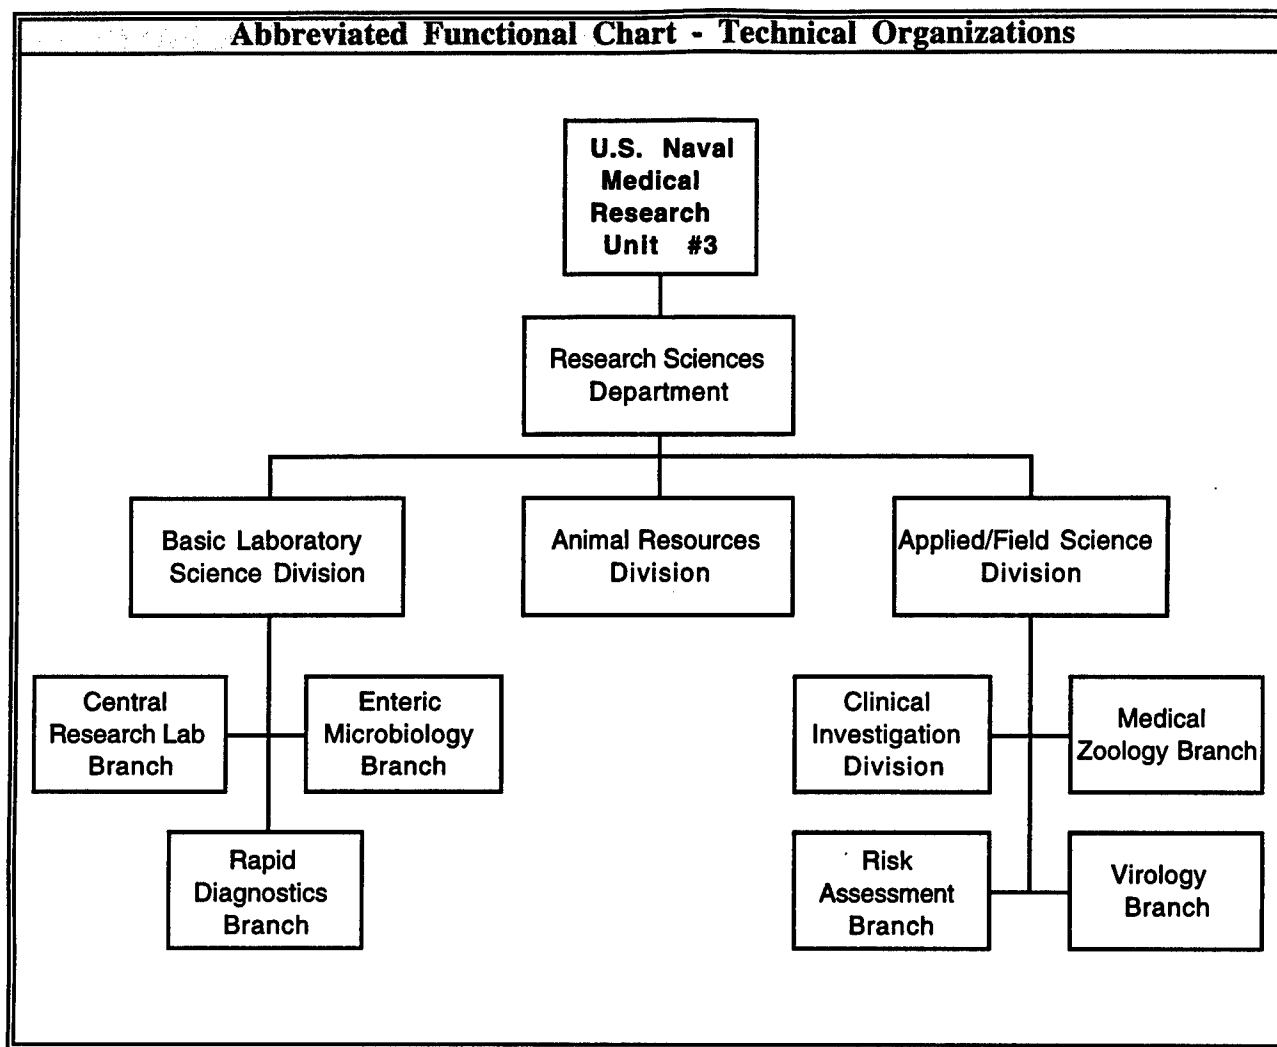 Abbreviated Functional Chart - Technical Organizations
U.S. Naval
Medical
Research
Unit #3
Research Sciences
Department
Basic Laboratory
Science Division
Animal Resources
Division
Applied/Field Science
Division
Central
Research Lab
Branch
Enteric
Microbiology
Branch
Clinical
Investigation
Division
Medical
Zoology Branch
Rapid
Diagnostics
Branch
Risk
Assessment
Branch
Virology
Branch